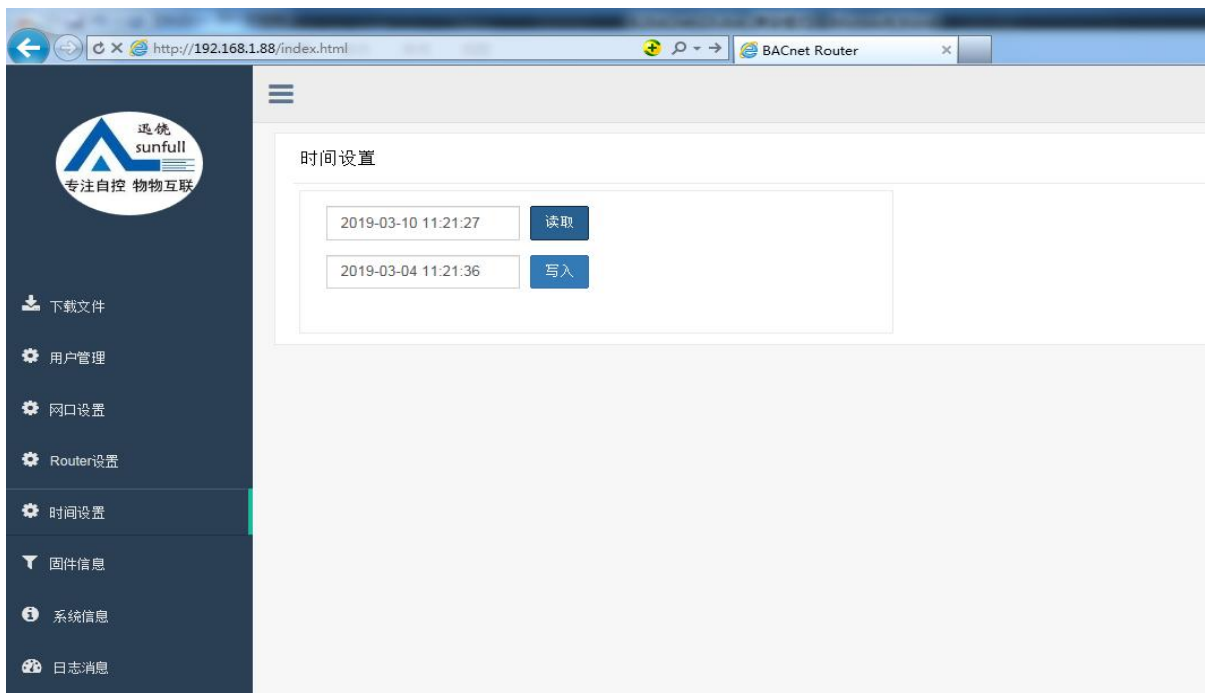 http://192.168.1.88/index.html
BACnet Router
迅饶
sunfull
专注自控 物物互联
时间设置
2019-03-10 11:21:27 读取
2019-03-04 11:21:36 写入
下载文件
用户管理
网口设置
Router设置
时间设置
固件信息
系统信息
日志消息